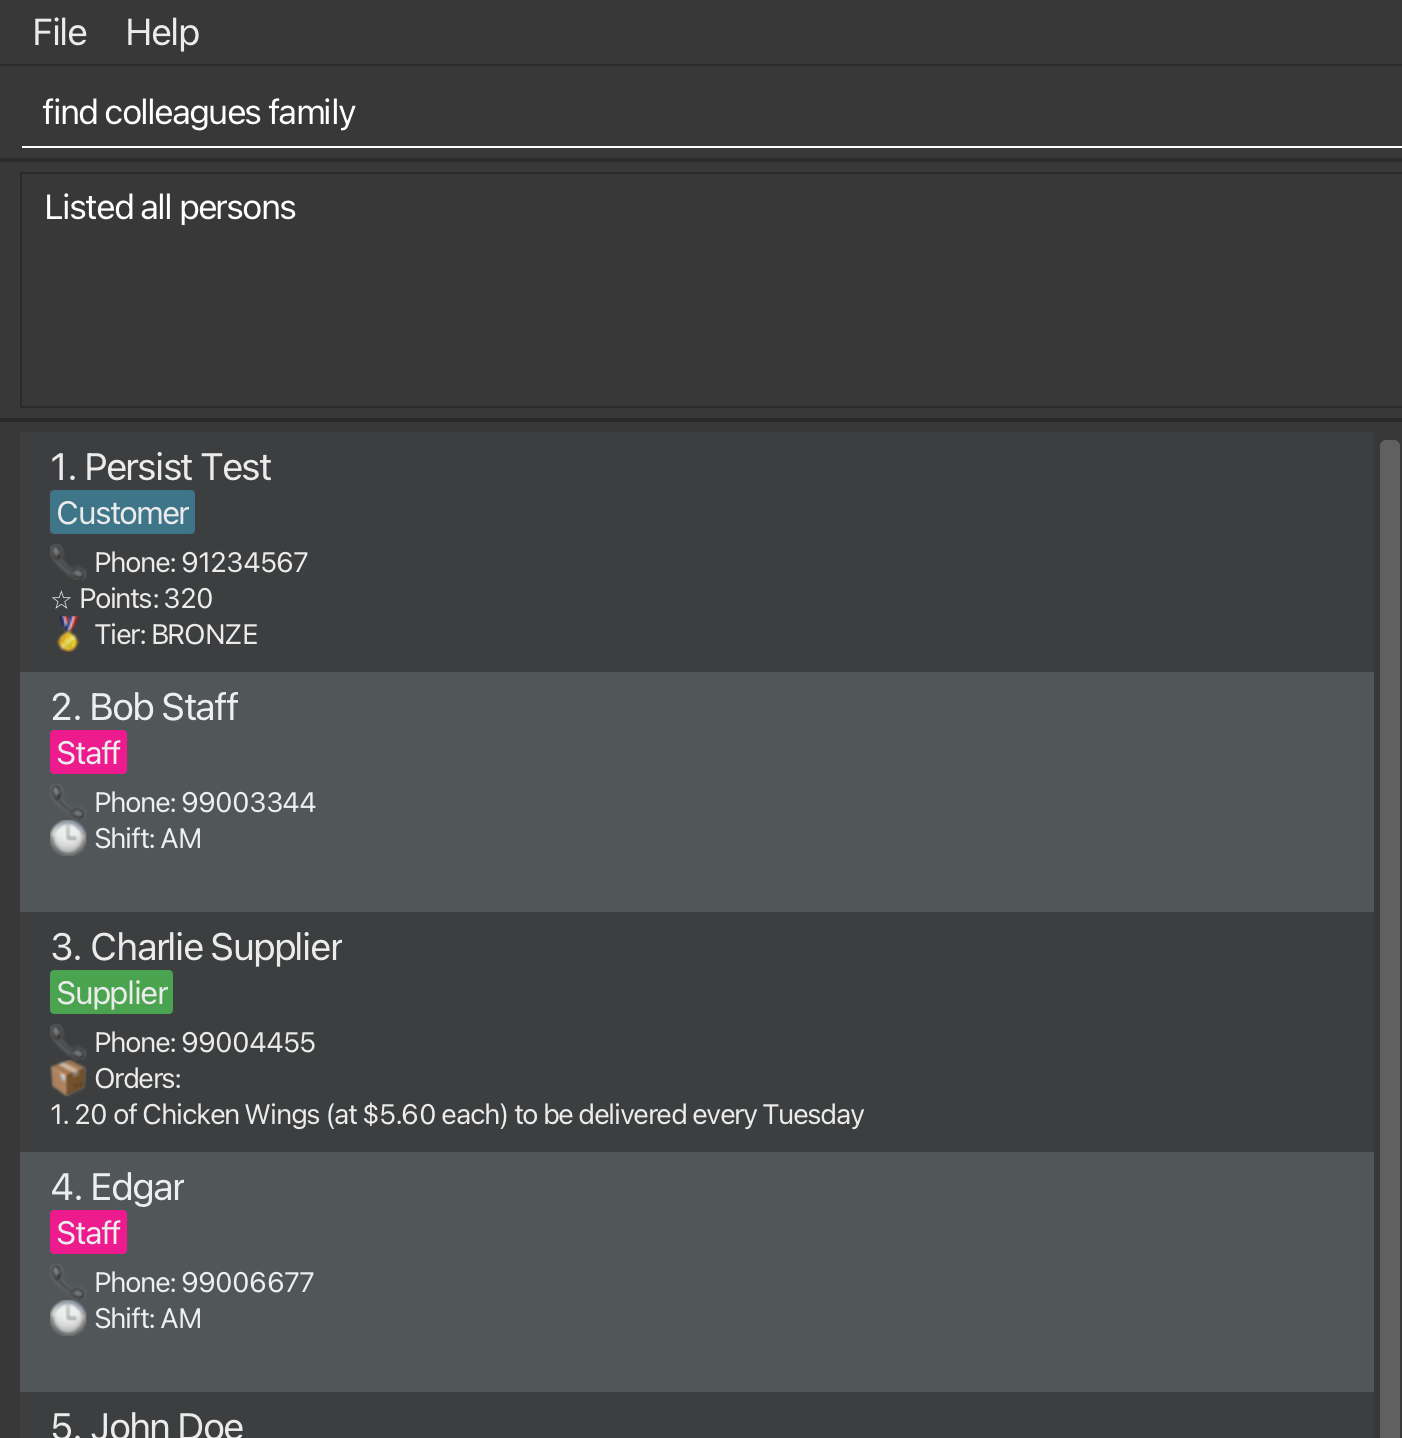 File Help
find colleagues family
Listed all persons
1. Persist Test
Customer
Phone: 91234567
☆ Points: 320
Tier: BRONZE
2. Bob Staff
Staff
Phone: 99003344
Shift: AM
3. Charlie Supplier
Supplier
Phone: 99004455
Orders:
1. 20 of Chicken Wings (at $5.60 each) to be delivered every Tuesday
4. Edgar
Staff
Phone: 99006677
Shift: AM
5. John Doe